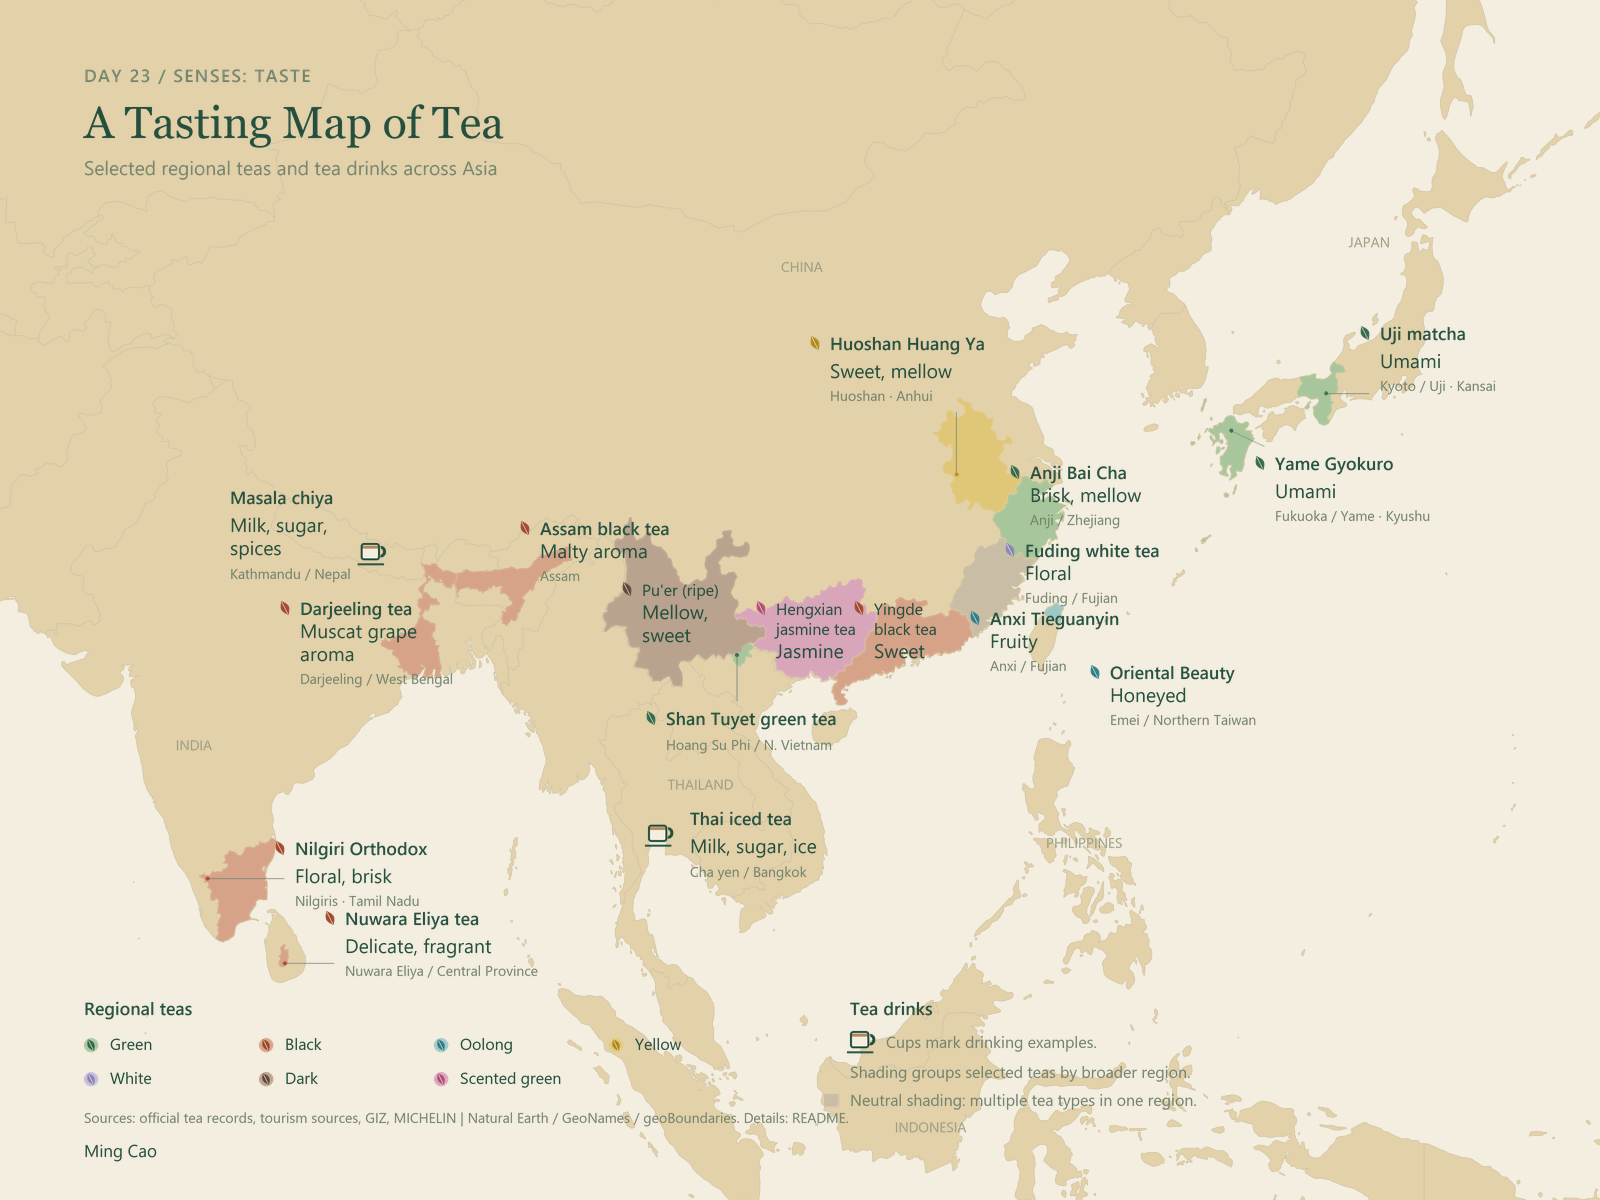 DAY 23 / SENSES: TASTE
A Tasting Map of Tea
Selected regional teas and tea drinks across Asia
JAPAN
CHINA
Huoshan Huang Ya
Sweet, mellow
Huoshan · Anhui
Uji matcha
Umami
Kyoto / Uji · Kansai
Yame Gyokuro
Umami
Fukuoka / Yame · Kyushu
Anji Bai Cha
Brisk, mellow
Anji / Zhejiang
Masala chiya
Milk, sugar,
spices
Kathmandu / Nepal
Assam black tea
Malty aroma
Assam
Fuding white tea
Floral
Fuding / Fujian
Darjeeling tea
Muscat grape
aroma
Darjeeling / West Bengal
Pu'er (ripe)
Mellow,
sweet
Hengxian
jasmine tea
Jasmine
Yingde
black tea
Sweet
Anxi Tieguanyin
Fruity
Anxi / Fujian
Oriental Beauty
Honeyed
Emei / Northern Taiwan
Shan Tuyet green tea
Hoang Su Phi / N. Vietnam
INDIA
THAILAND
Thai iced tea
Milk, sugar, ice
Cha yen / Bangkok
PHILIPPINES
Nilgiri Orthodox
Floral, brisk
Nilgiris · Tamil Nadu
Nuwara Eliya tea
Delicate, fragrant
Nuwara Eliya / Central Province
Regional teas
Green
Black
Oolong
Yellow
White
Dark
Scented green
Tea drinks
Cups mark drinking examples.
Shading groups selected teas by broader region.
Neutral shading: multiple tea types in one region.
INDONESIA
Sources: official tea records, tourism sources, GIZ, MICHELIN | Natural Earth / GeoNames / geoBoundaries. Details: README.
Ming Cao